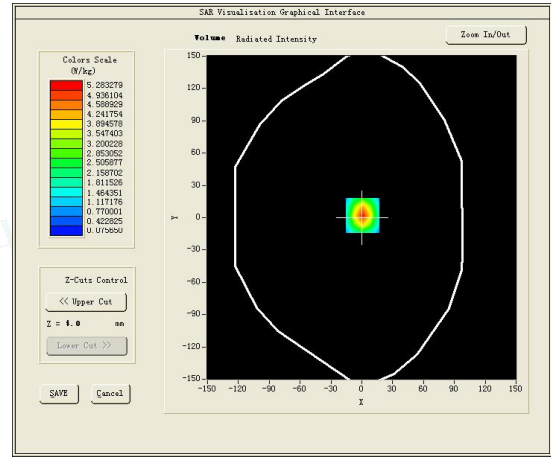 SAR Visualisation Graphical Interface
Volume Radiated Intensity
Zoom In/Out
Colors Scale
(W/kg)
5.283279
4.936104
4.588929
4.241754
3.894578
3.547403
3.200228
2.853052
2.505877
2.158702
1.811526
1.464351
1.117176
0.770001
0.422825
0.075650
150
120
90
60
30
0
-30
-60
-90
-120
-150
Y
-150 -120 -90 -60 -30 0 30 60 90 120 150
X
Z-Cuts Control
<< Upper Cut
Z = 4.0 mm
Lower Cut >>
SAVE Cancel